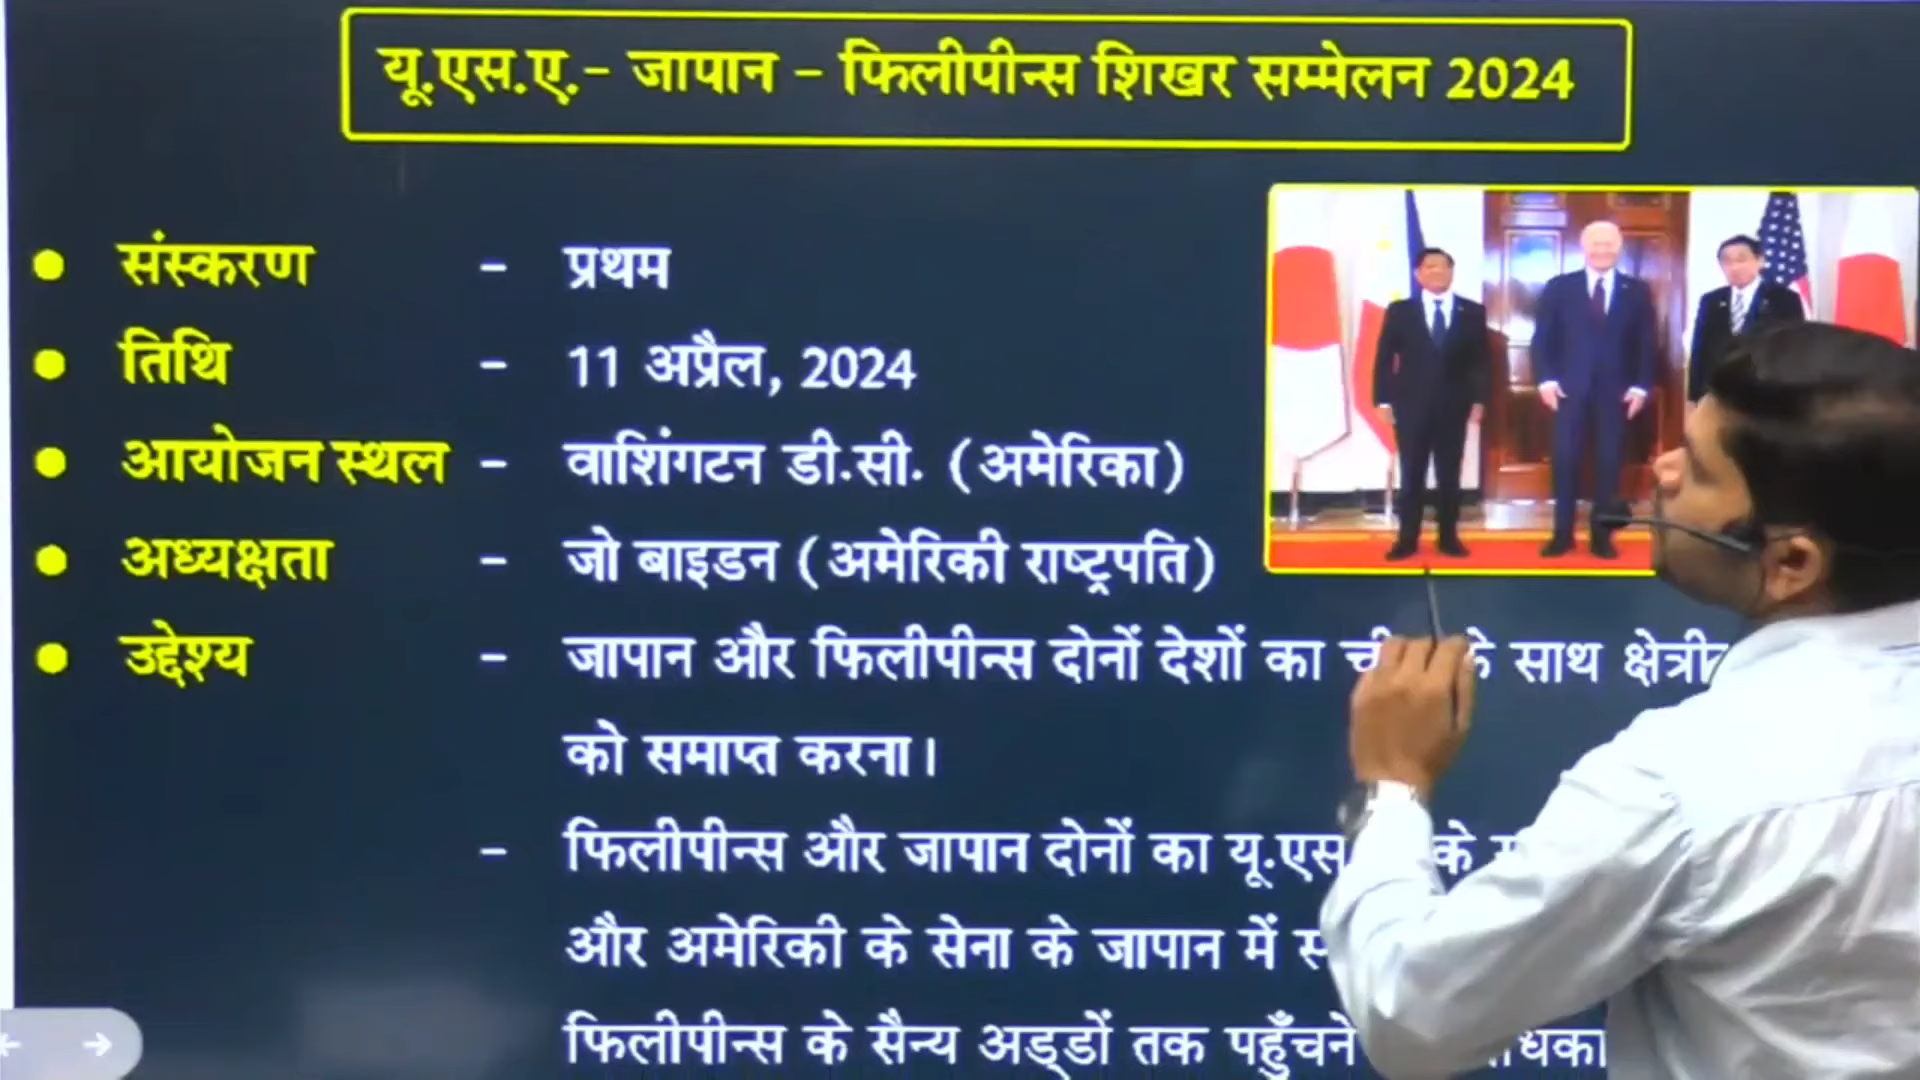 यू.एस.ए.- जापान - फिलीपीन्स शिखर सम्मेलन 2024
● संस्करण - प्रथम
● तिथि - 11 अप्रैल, 2024
● आयोजन स्थल - वाशिंगटन डी.सी. (अमेरिका)
● अध्यक्षता - जो बाइडन (अमेरिकी राष्ट्रपति)
● उद्देश्य - जापान और फिलीपीन्स दोनों देशों का के साथ
को समाप्त करना।
- फिलीपीन्स और जापान दोनों का यू.एस के
और अमेरिकी के सेना के जापान में
फिलीपीन्स के सैन्य अड्डों तक पहुँचने